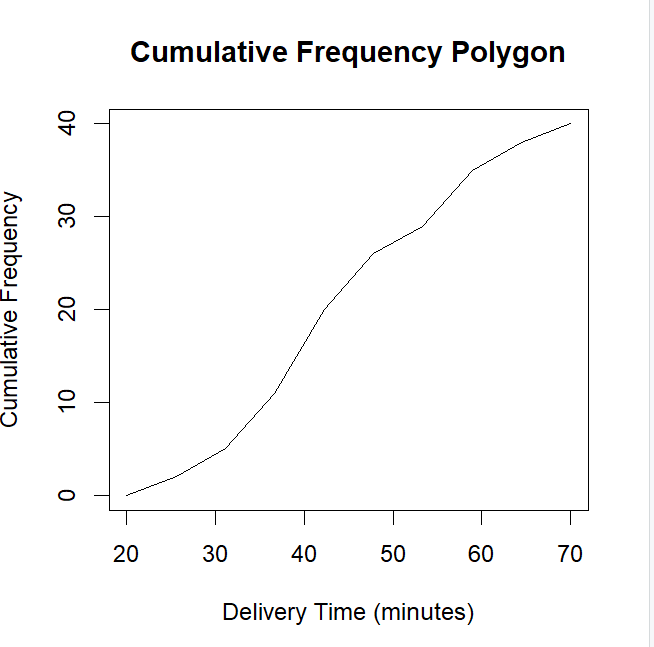 Cumulative Frequency Polygon
Cumulative Frequency
40
30
20
10
0
20 30 40 50 60 70
Delivery Time (minutes)